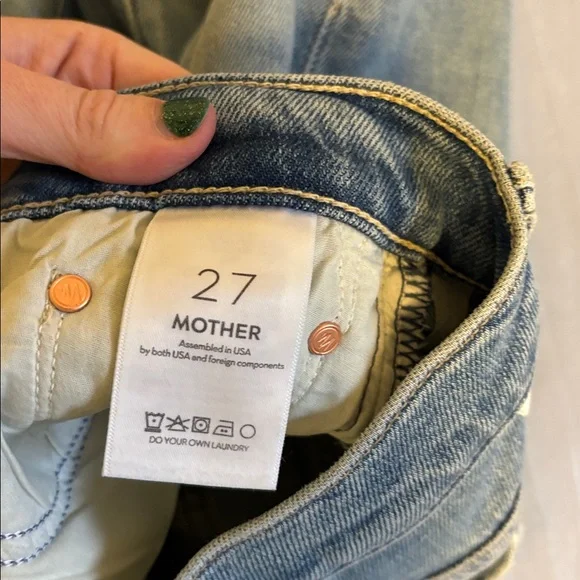 27
MOTHER
Assembled in USA
by both USA and foreign components
DO YOUR OWN LAUNDRY